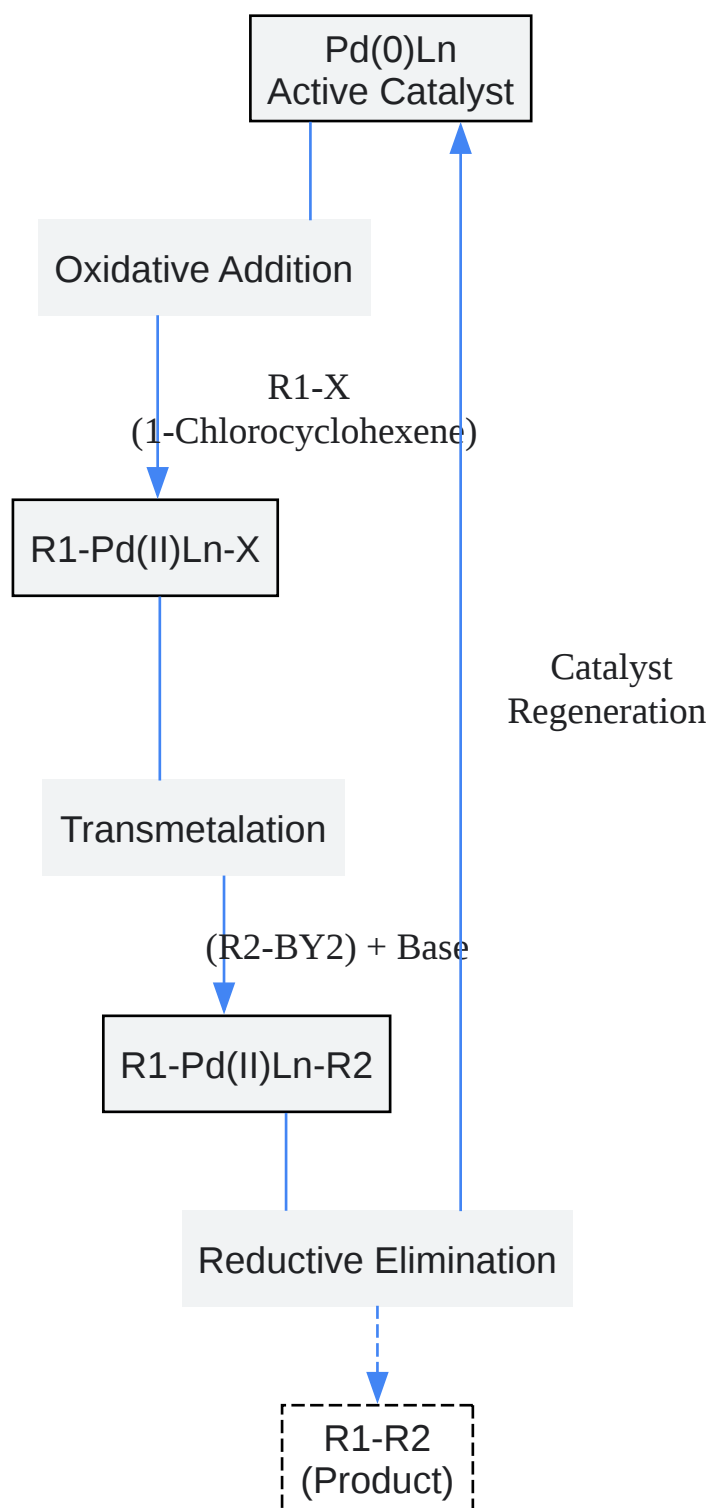 Pd(0)Ln
Active Catalyst
Oxidative Addition
R1-X
(1-Chlorocyclohexene)
R1-Pd(II)Ln-X
Catalyst
Regeneration
Transmetalation
(R2-BY2) + Base
R1-Pd(II)Ln-R2
Reductive Elimination
R1-R2
(Product)